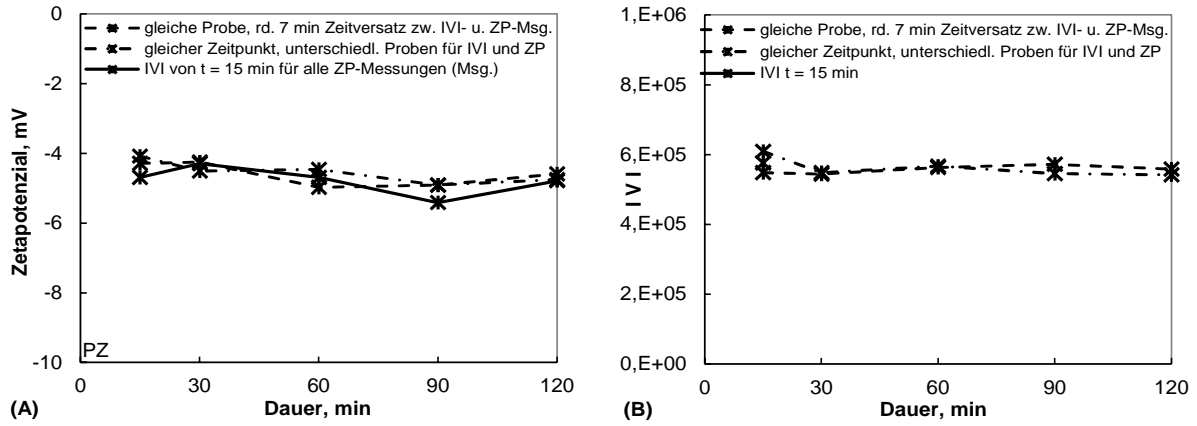 0
-2
-4
-6
-8
-10
Zetapotenzial, mV
gleiche Probe, rd. 7 min Zeitversatz zw. IVI- u. ZP-Msg.
gleicher Zeitpunkt, unterschiedl. Proben für IVI und ZP
IVI von t = 15 min für alle ZP-Messungen (Msg.)
PZ
0 30 60 90 120
Dauer, min
(A)
1,E+06
8,E+05
6,E+05
4,E+05
2,E+05
0,E+00
I V I
gleiche Probe, rd. 7 min Zeitversatz zw. IVI- u. ZP-Msg.
gleicher Zeitpunkt, unterschiedl. Proben für IVI und ZP
IVI t = 15 min
0 30 60 90 120
Dauer, min
(B)